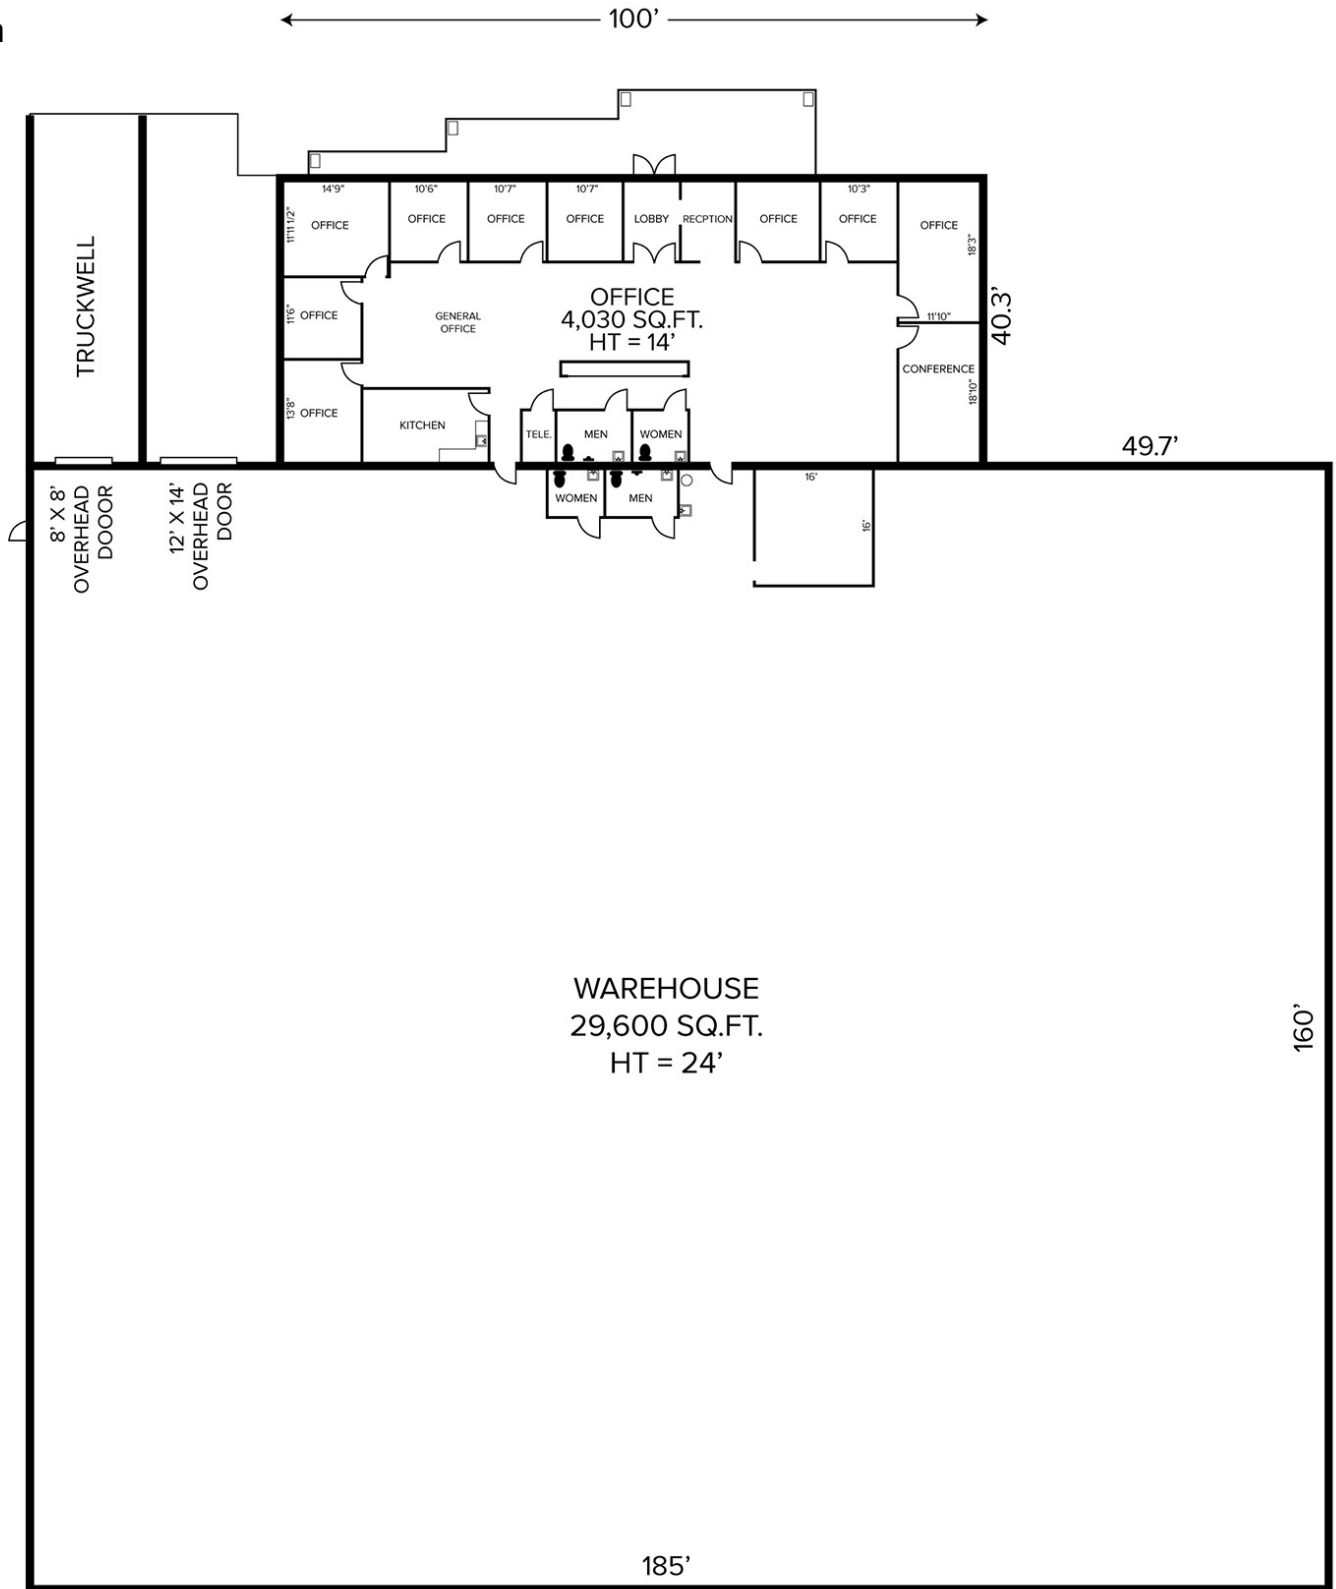 100’
14'9"
10'6"
10'7"
10'7"
10'3"
11'11 1/2"
OFFICE
OFFICE
OFFICE
OFFICE
LOBBY
RECPTION
OFFICE
OFFICE
OFFICE
18'3"
TRUCKWELL
11'6"
OFFICE
GENERAL
OFFICE
OFFICE
4,030 SQ.FT.
HT = 14’
11'10"
40.3’
13'8"
OFFICE
KITCHEN
TELE.
MEN
WOMEN
CONFERENCE
18'10"
49.7’
8’ X 8’
OVERHEAD
DOOOR
12’ X 14’
OVERHEAD
DOOR
WOMEN
MEN
16'
16'
WAREHOUSE
29,600 SQ.FT.
HT = 24’
160’
185’